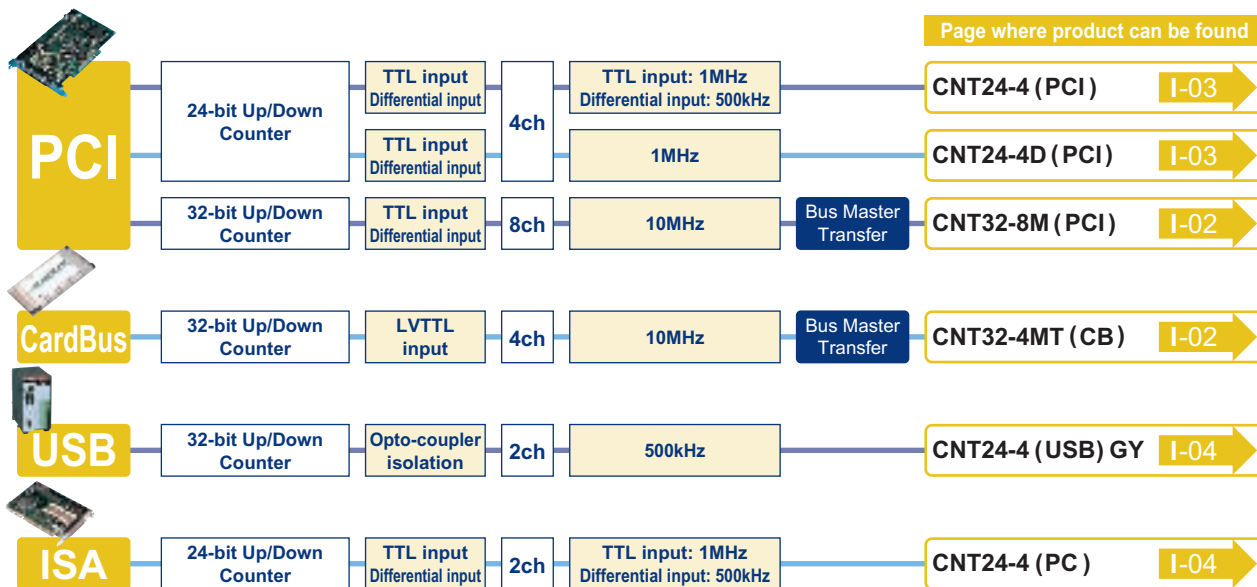 Page where product can be found
PCI
24-bit Up/Down
Counter
TTL input
Differential input
4ch
TTL input: 1MHz
Differential input: 500kHz
CNT24-4 (PCI)
I-03
TTL input
Differential input
1MHz
CNT24-4D (PCI)
I-03
32-bit Up/Down
Counter
TTL input
Differential input
8ch
10MHz
Bus Master
Transfer
CNT32-8M (PCI)
I-02
CardBus
32-bit Up/Down
Counter
LVTTL
input
4ch
10MHz
Bus Master
Transfer
CNT32-4MT (CB)
I-02
USB
32-bit Up/Down
Counter
Opto-coupler
isolation
2ch
500kHz
CNT24-4 (USB) GY
I-04
ISA
24-bit Up/Down
Counter
TTL input
Differential input
2ch
TTL input: 1MHz
Differential input: 500kHz
CNT24-4 (PC)
I-04